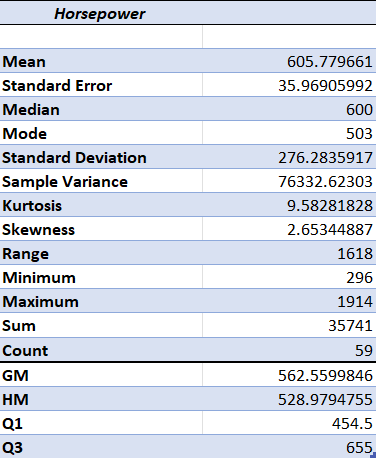 Horsepower
Mean 605.779661
Standard Error 35.96905992
Median 600
Mode 503
Standard Deviation 276.2835917
Sample Variance 76332.62303
Kurtosis 9.58281828
Skewness 2.65344887
Range 1618
Minimum 296
Maximum 1914
Sum 35741
Count 59
GM 562.5599846
HM 528.9794755
Q1 454.5
Q3 655